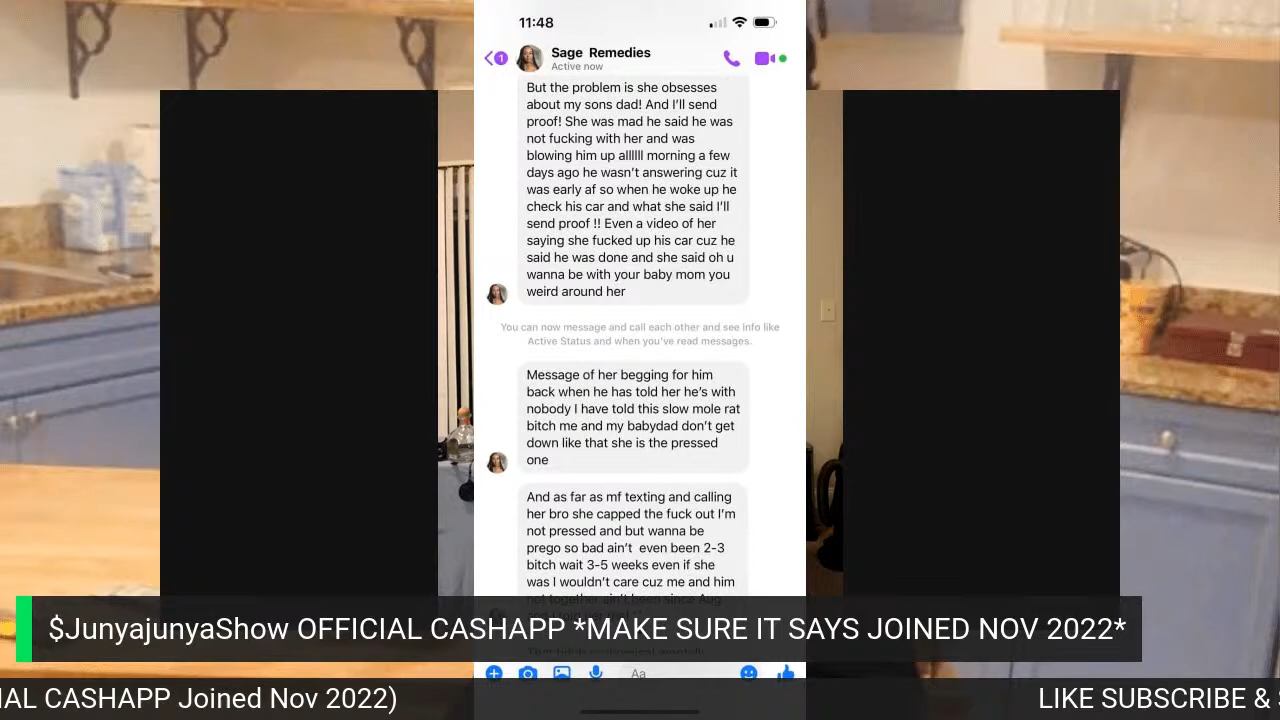 11:48
1
Sage Remedies
Active now
But the problem is she obsesses
about my sons dad! And I’ll send
proof! She was mad he said he was
not fucking with her and was
blowing him up allllll morning a few
days ago he wasn’t answering cuz it
was early af so when he woke up he
check his car and what she said I’ll
send proof !! Even a video of her
saying she fucked up his car cuz he
said he was done and she said oh u
wanna be with your baby mom you
weird around her
You can now message and call each other and see info like
Active Status and when you’ve read messages.
Message of her begging for him
back when he has told her he’s with
nobody I have told this slow mole rat
bitch me and my babydad don’t get
down like that she is the pressed
one
And as far as mf texting and calling
her bro she capped the fuck out I’m
not pressed and but wanna be
prego so bad ain’t even been 2-3
bitch wait 3-5 weeks even if she
was I wouldn’t care cuz me and him
not together ain’t been since Aug
$JunyajunyaShow OFFICIAL CASHAPP *MAKE SURE IT SAYS JOINED NOV 2022*
Aa
IAL CASHAPP Joined Nov 2022)
LIKE SUBSCRIBE &